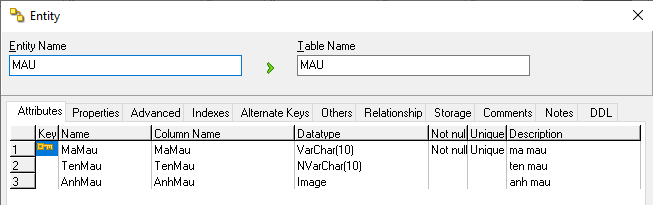 Entity
Entity Name
Table Name
MAU
MAU
Attributes Properties Advanced Indexes Alternate Keys Others Relationship Storage Comments Notes DDL
Key Name Column Name Datatype Not nul Unique Description
1 MaMau MaMau VarChar(10) Not nul Unique ma mau
2 TenMau TenMau NVarChar(10) ten mau
3 AnhMau AnhMau Image anh mau